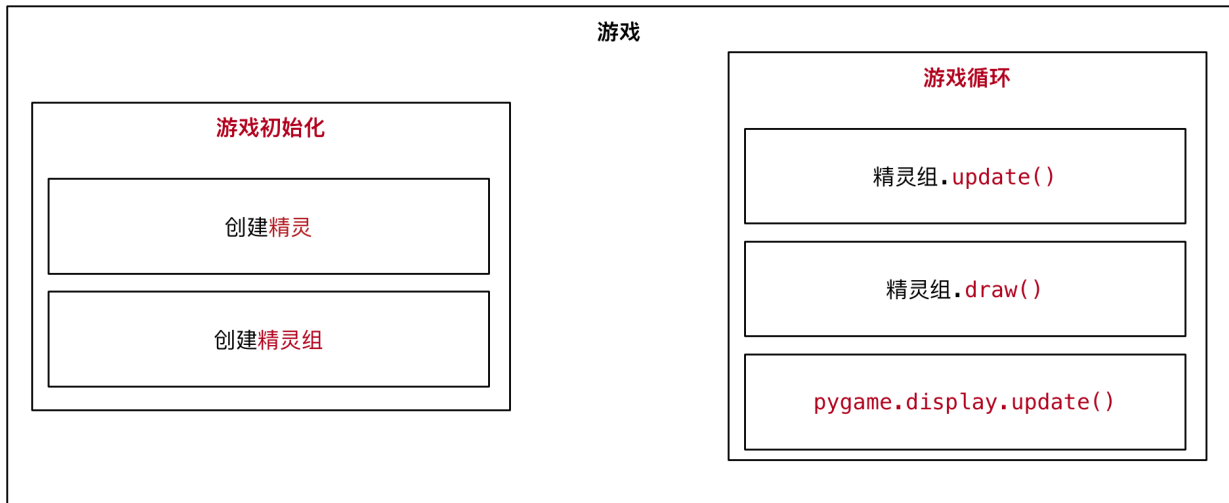 游戏
游戏初始化
创建精灵
创建精灵组
游戏循环
精灵组.update()
精灵组.draw()
pygame.display.update()